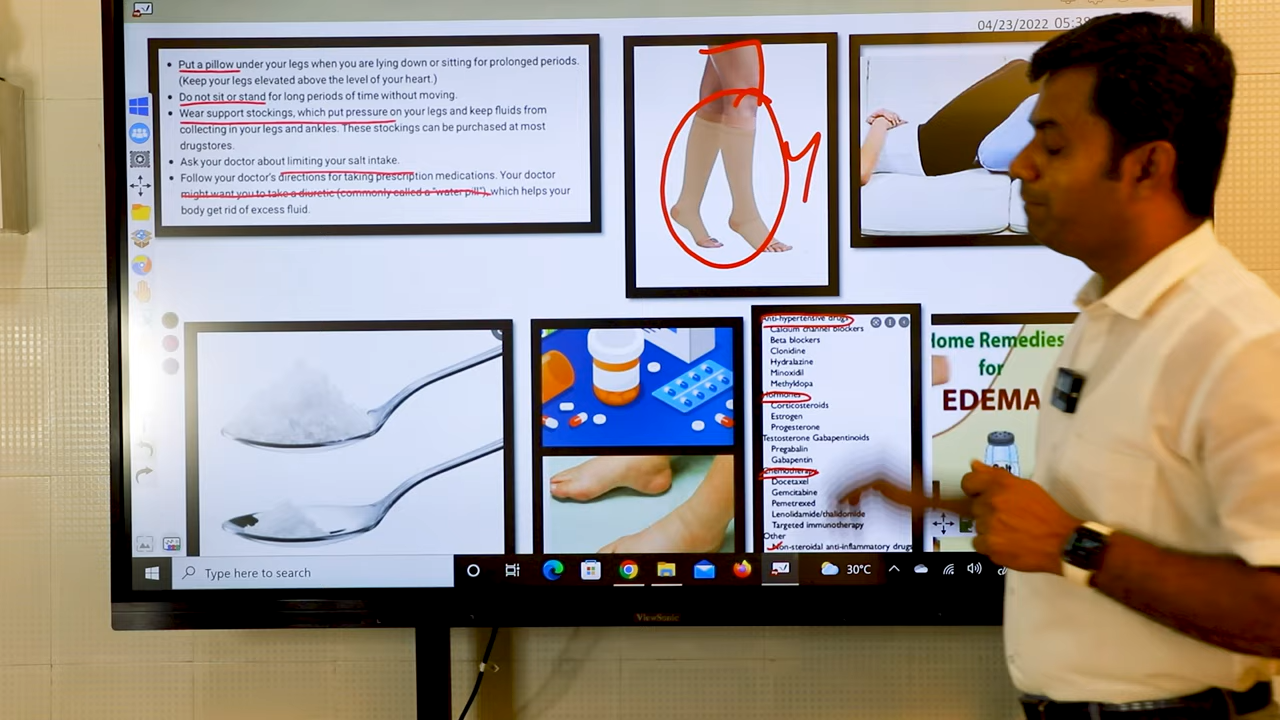 04/23/2022 05:38
Put a pillow under your legs when you are lying down or sitting for prolonged periods.
(Keep your legs elevated above the level of your heart.)
Do not sit or stand for long periods of time without moving.
Wear support stockings, which put pressure on your legs and keep fluids from
collecting in your legs and ankles. These stockings can be purchased at most
drugstores.
Ask your doctor about limiting your salt intake.
Follow your doctor's directions for taking prescription medications. Your doctor
might want you to take a diuretic (commonly called a "water pill"), which helps your
body get rid of excess fluid.
Anti-hypertensive drugs
Calcium channel blockers
Beta blockers
Clonidine
Hydralazine
Minoxidil
Methyldopa
Hormones
Corticosteroids
Estrogen
Progesterone
Testosterone Gabapentinoids
Pregabalin
Gabapentin
Chemotherapy
Docetaxel
Gemcitabine
Pemetrexed
Lenolidamide/thalidomide
Targeted immunotherapy
Other
Non-steroidal anti-inflammatory drugs
Home Remedies
for
EDEMA
Salt
Type here to search
30°C
ViewSonic